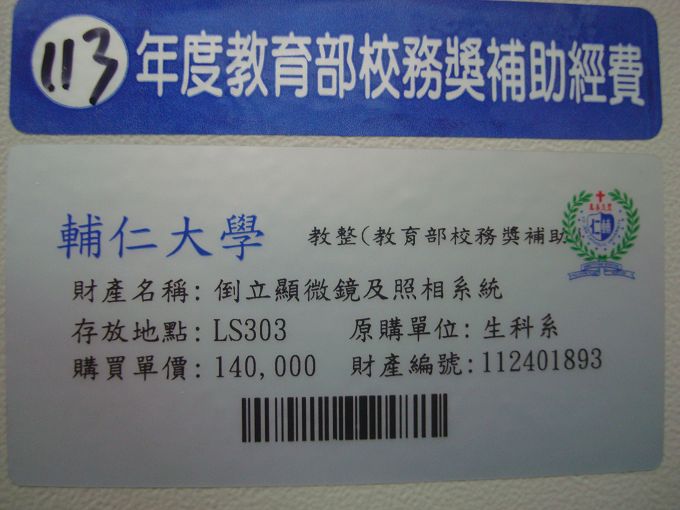 113年度教育部校務獎補助經費
輔仁大學 教整(教育部校務獎補助
財產名稱: 倒立顯微鏡及照相系統
存放地點: LS303 原購單位: 生科系
購買單價: 140,000 財產編號: 112401893